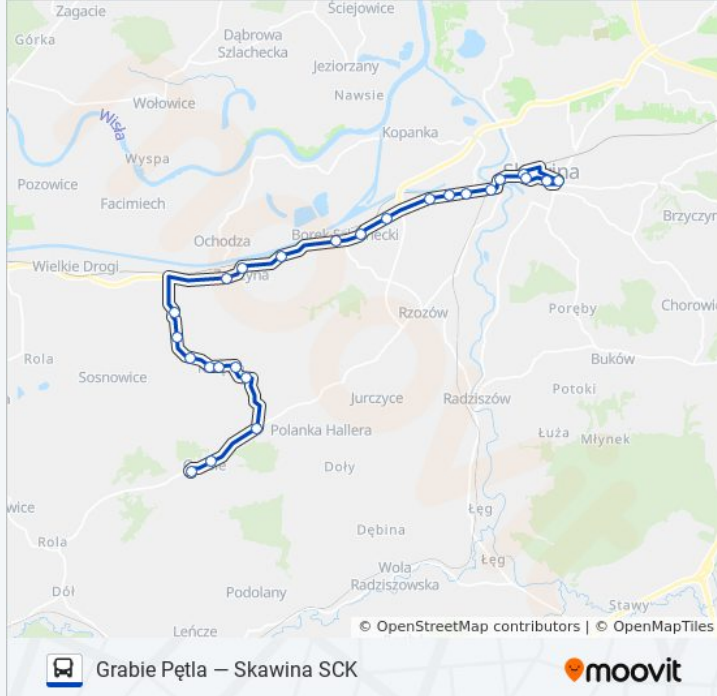 Zagacie
Ściejowice
Górka
Dąbrowa
Szlachecka
Jeziorzany
Wołowice
Nawsie
Wisła
Kopanka
Wyspa
Pozowice
Facimiech
Brzyczyn
Ochodza
Wielkie Drogi
Rzozów
Poręby
Chorowic
Rola
Sosnowice
Buków
Potoki
Jurczyce
Radziszów
Polanka Hallera
Łuża
Młynek
Doły
wice
Rola
Łęg
Dębina
Łęg
Wola
Radziszowska
Dół
Podolany
Stawy
Leńcze
© OpenStreetMap contributors | © OpenMapTiles
Grabie Pętla — Skawina SCK
moovit